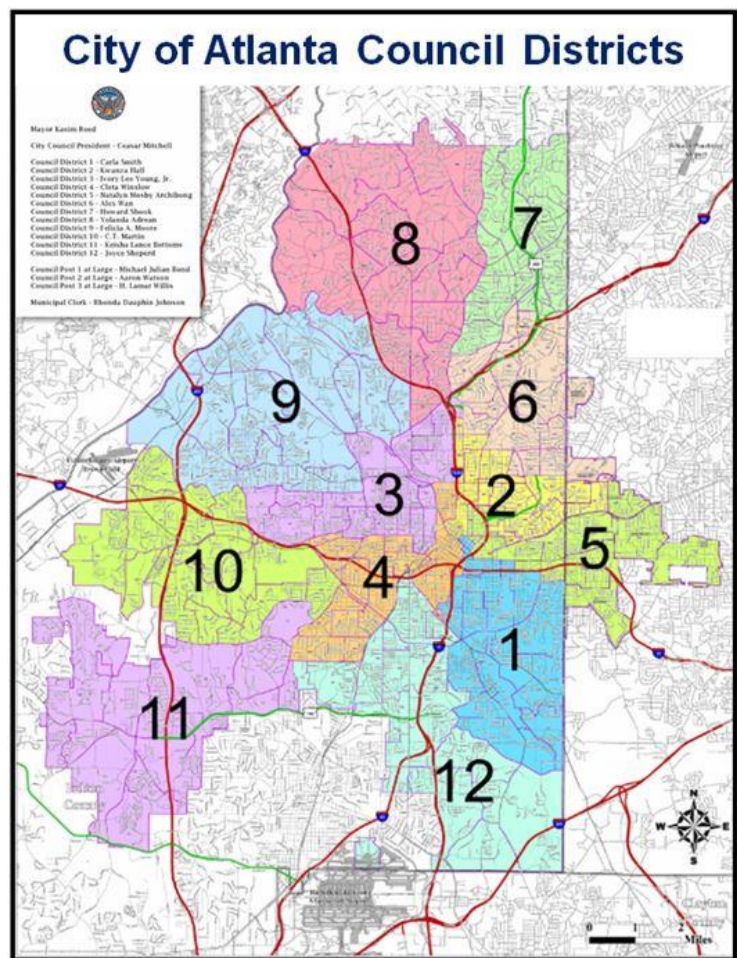 City of Atlanta Council Districts
Mayor Kasim Reed
City Council President - Ceasar Mitchell
Council District 1 - Carla Smith
Council District 2 - Kwanza Hall
Council District 3 - Ivory Lee Young, Jr.
Council District 4 - Cleta Winslow
Council District 5 - Natalyn Mosby Archibong
Council District 6 - Alex Wan
Council District 7 - Howard Shook
Council District 8 - Yolanda Adrean
Council District 9 - Felicia A. Moore
Council District 10 - C.T. Martin
Council District 11 - Keisha Lance Bottoms
Council District 12 - Joyce Sheperd
Council Post 1 at Large - Michael Julian Bond
Council Post 2 at Large - Aaron Watson
Council Post 3 at Large - H. Lamar Willis
Municipal Clerk - Rhonda Dauphin Johnson
7
8
9
6
3
2
5
10
4
1
11
12
Fulton
County
N
W E
S
Clayton
County
0 1 2
Miles